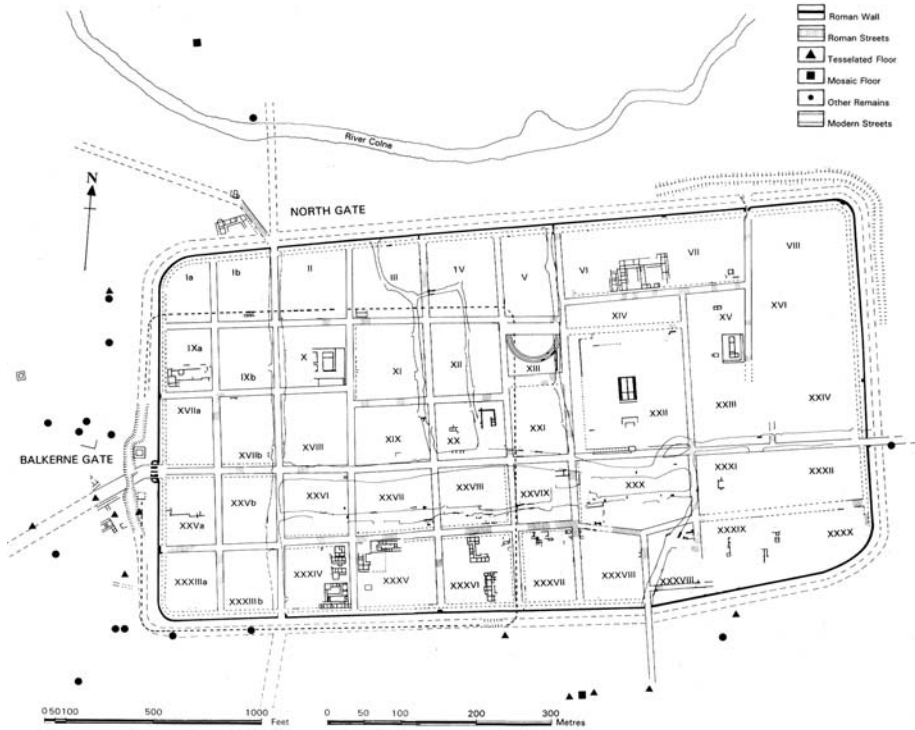 Roman Wall
Roman Streets
Tesselated Floor
Mosaic Floor
Other Remains
Modern Streets
River Colne
N
NORTH GATE
Ia
Ib
II
III
1V
V
VI
VII
VIII
IXa
IXb
X
XI
XII
XIII
XIV
XV
XVI
XVIIa
XVIIb
XVIII
XIX
XX
XXI
XXII
XXIII
XXIV
BALKERNE GATE
XXVa
XXVb
XXVI
XXVII
XXVIII
XXVIX
XXX
XXXI
XXXII
XXXIIIa
XXXIIIb
XXXIV
XXXV
XXXVI
XXXVII
XXXVIII
XXXVIII
XXXIX
XXXX
0 50 100 500 1000
Feet
0 50 100 200 300
Metres